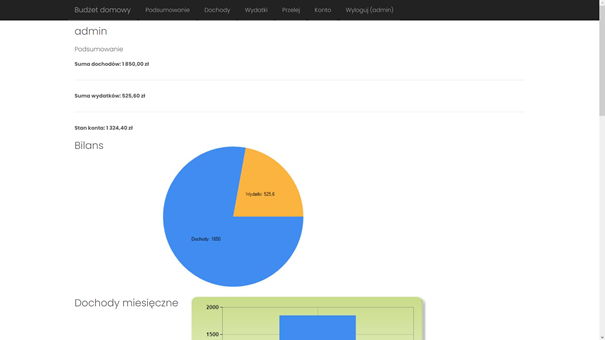 Budżet domowy Podsumowanie Dochody Wydatki Przelej Konta Wyloguj (admin)
admin
Podsumowanie
Suma dochodów: 1 850,00 zł
Suma wydatków: 525,60 zł
Stan konta: 1 324,40 zł
Bilans
Wydatki: 525.6
Dochody: 1850
Dochody miesięczne
2000
1500